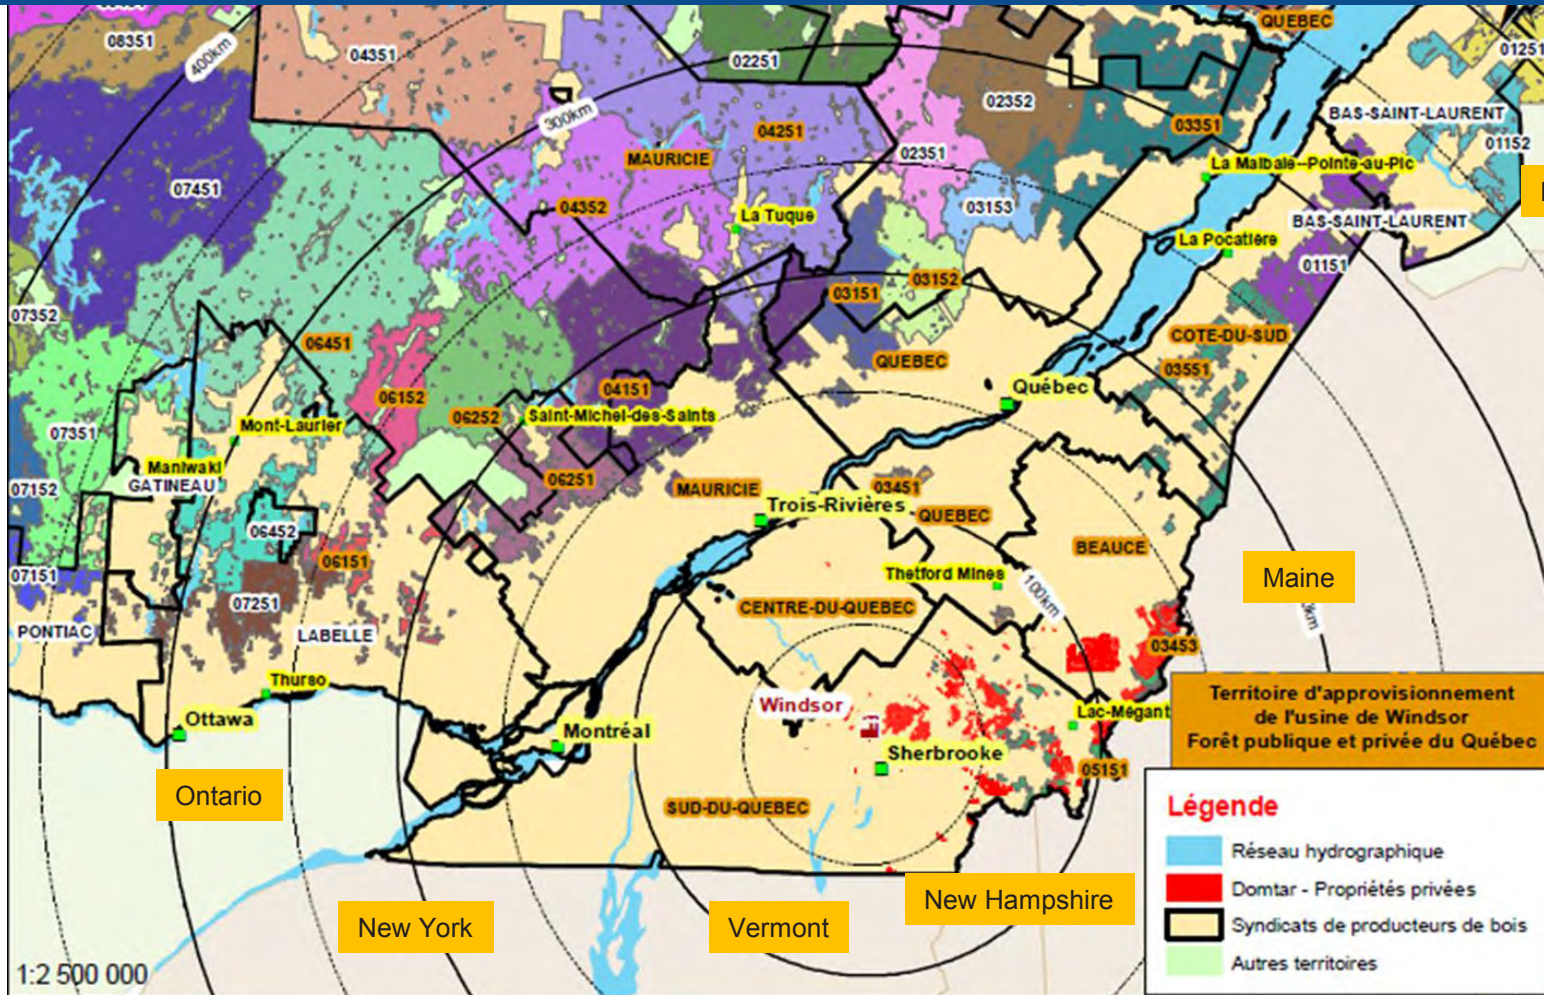 08351
400km
04351
02251
QUEBEC
01251
300km
02352
BAS-SAINT-LAURENT
01152
04251
MAURICIE
03351
02351
La Malbaie--Pointe-au-Pic
07451
04352
La Tuque
03153
BAS-SAINT-LAURENT
La Pocatière
01151
07352
03151
03152
COTE-DU-SUD
06451
QUEBEC
03551
06152
04151
Québec
06252
Saint-Michel-des-Saints
07351
Mont-Laurier
Maniwaki
GATINEAU
06251
07152
MAURICIE
03451
Trois-Rivières
QUEBEC
06452
BEAUCE
06151
07151
Thetford Mines
Maine
07251
CENTRE-DU-QUEBEC
100km
PONTIAC
LABELLE
03453
Thurso
Windsor
Lac-Mégant
Ottawa
Montréal
Sherbrooke
05151
Ontario
SUD-DU-QUEBEC
New York
Vermont
New Hampshire
Territoire d'approvisionnement
de l'usine de Windsor
Forêt publique et privée du Québec
Légende
Réseau hydrographique
Domtar - Propriétés privées
Syndicats de producteurs de bois
Autres territoires
1:2 500 000